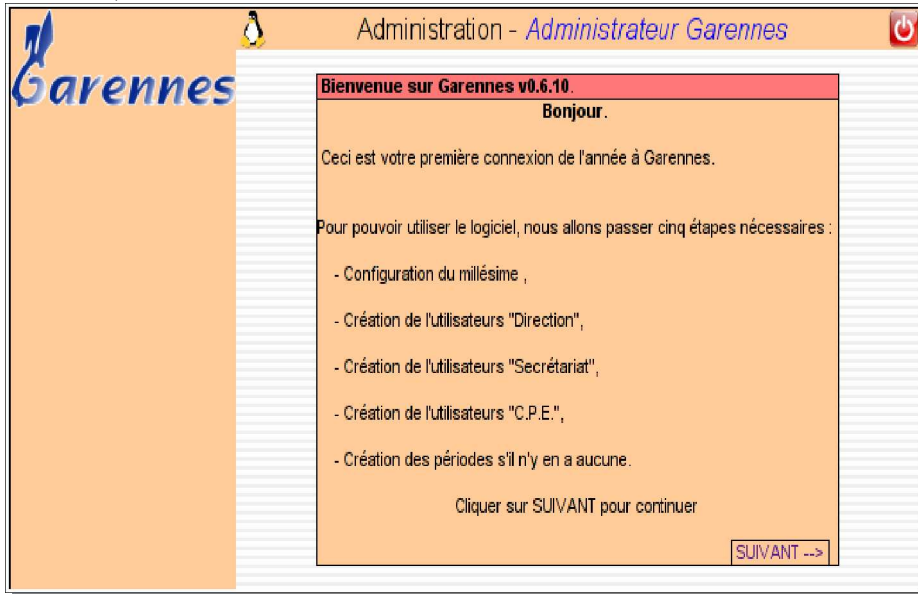 Garennes
Administration - Administrateur Garennes
Bienvenue sur Garennes v0.6.10.
Bonjour.
Ceci est votre première connexion de l'année à Garennes.
Pour pouvoir utiliser le logiciel, nous allons passer cinq étapes nécessaires :
- Configuration du millésime ,
- Création de l'utilisateurs "Direction",
- Création de l'utilisateurs "Secrétariat",
- Création de l'utilisateurs "C.P.E.",
- Création des périodes s'il n'y en a aucune.
Cliquer sur SUIVANT pour continuer
SUIVANT -->